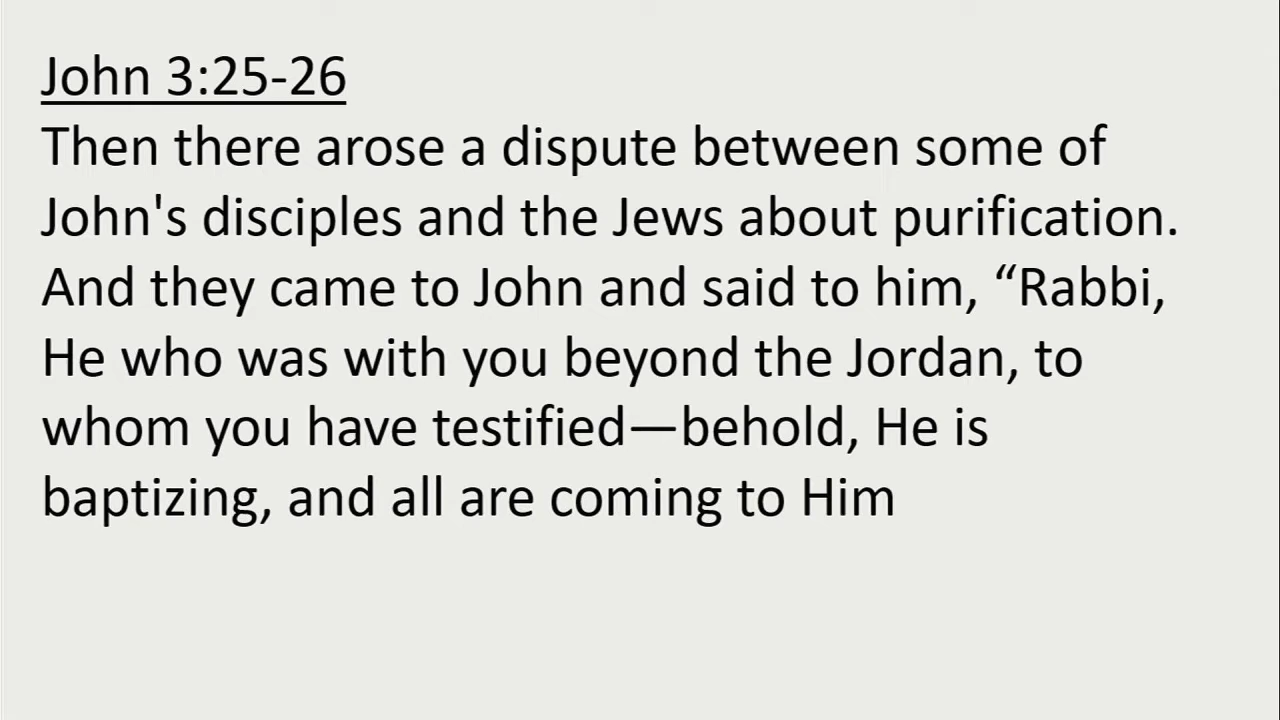 John 3:25-26
Then there arose a dispute between some of
John's disciples and the Jews about purification.
And they came to John and said to him, “Rabbi,
He who was with you beyond the Jordan, to
whom you have testified—behold, He is
baptizing, and all are coming to Him